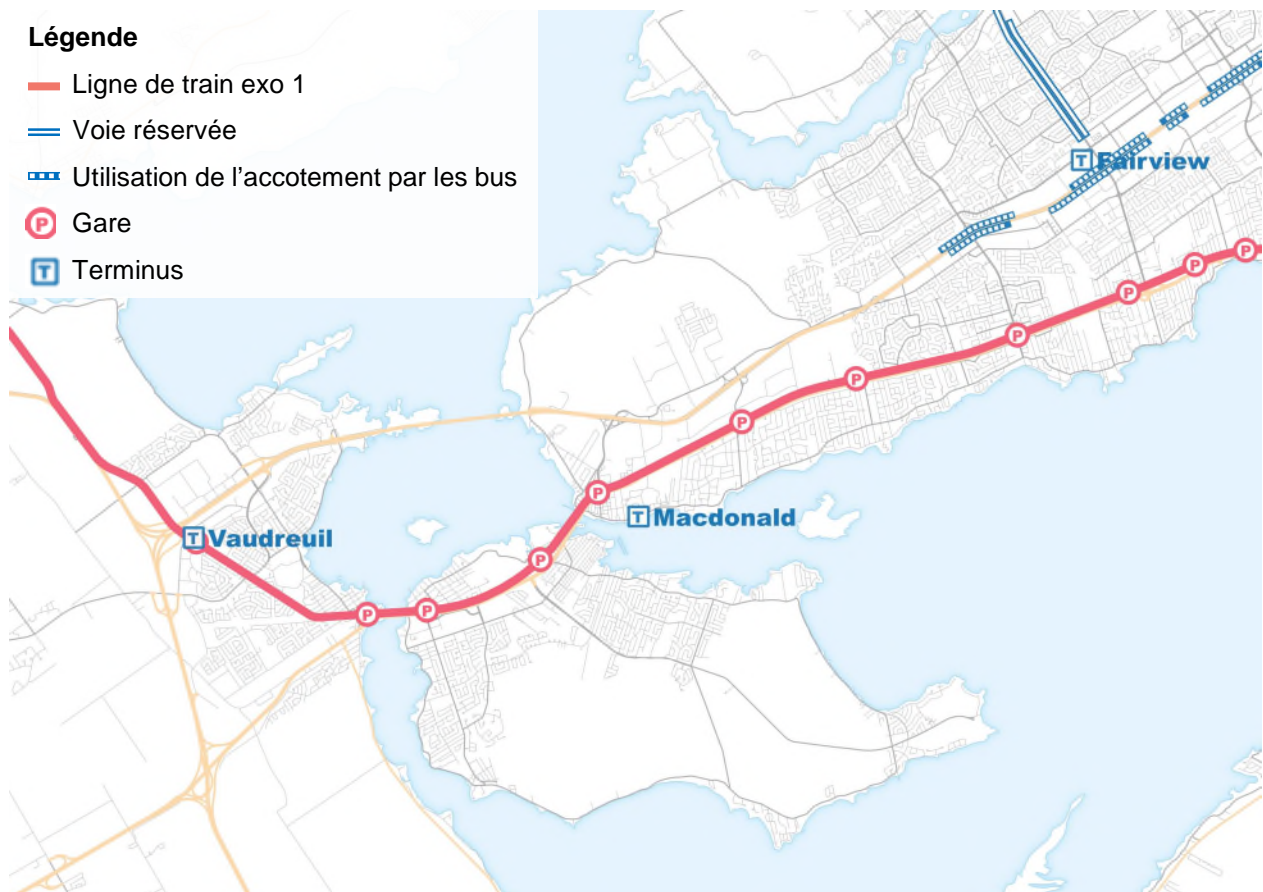 Légende
Ligne de train exo 1
Voie réservée
Utilisation de l'accotement par les bus
P Gare
T Terminus
T Fairview
P
P
P
P
P
P
P
T Macdonald
T Vaudreuil
P
P
P